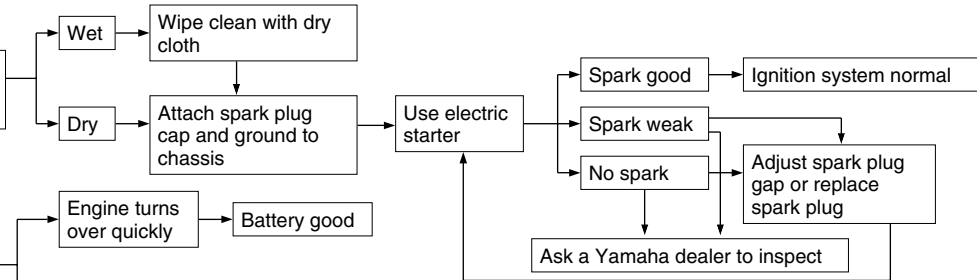 Wet
Wipe clean with dry
cloth
Dry
Attach spark plug
cap and ground to
chassis
Use electric
starter
Spark good
Ignition system normal
Spark weak
No spark
Adjust spark plug
gap or replace
spark plug
Ask a Yamaha dealer to inspect
Engine turns
over quickly
Battery good